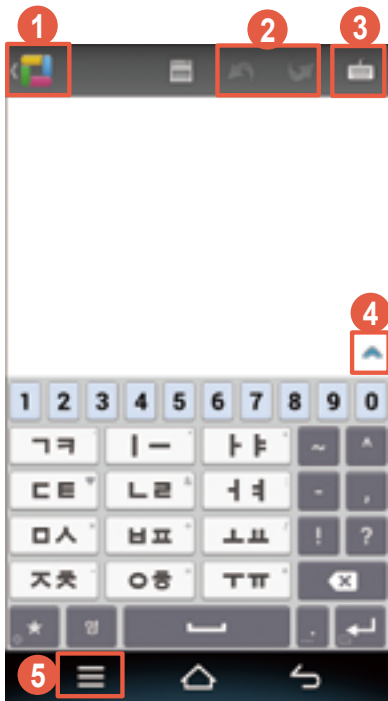 1 2 3
4
1 2 3 4 5 6 7 8 9 0
ㄱㅋ ㅣㅡ ㅏㅑ ~ ^
ㄷㅌ ㄴㄹ ㅓㅕ - ,
ㅁㅅ ㅂㅍ ㅗㅛ ! ?
ㅈㅊ ㅇㅎ ㅜㅠ
영 .
5